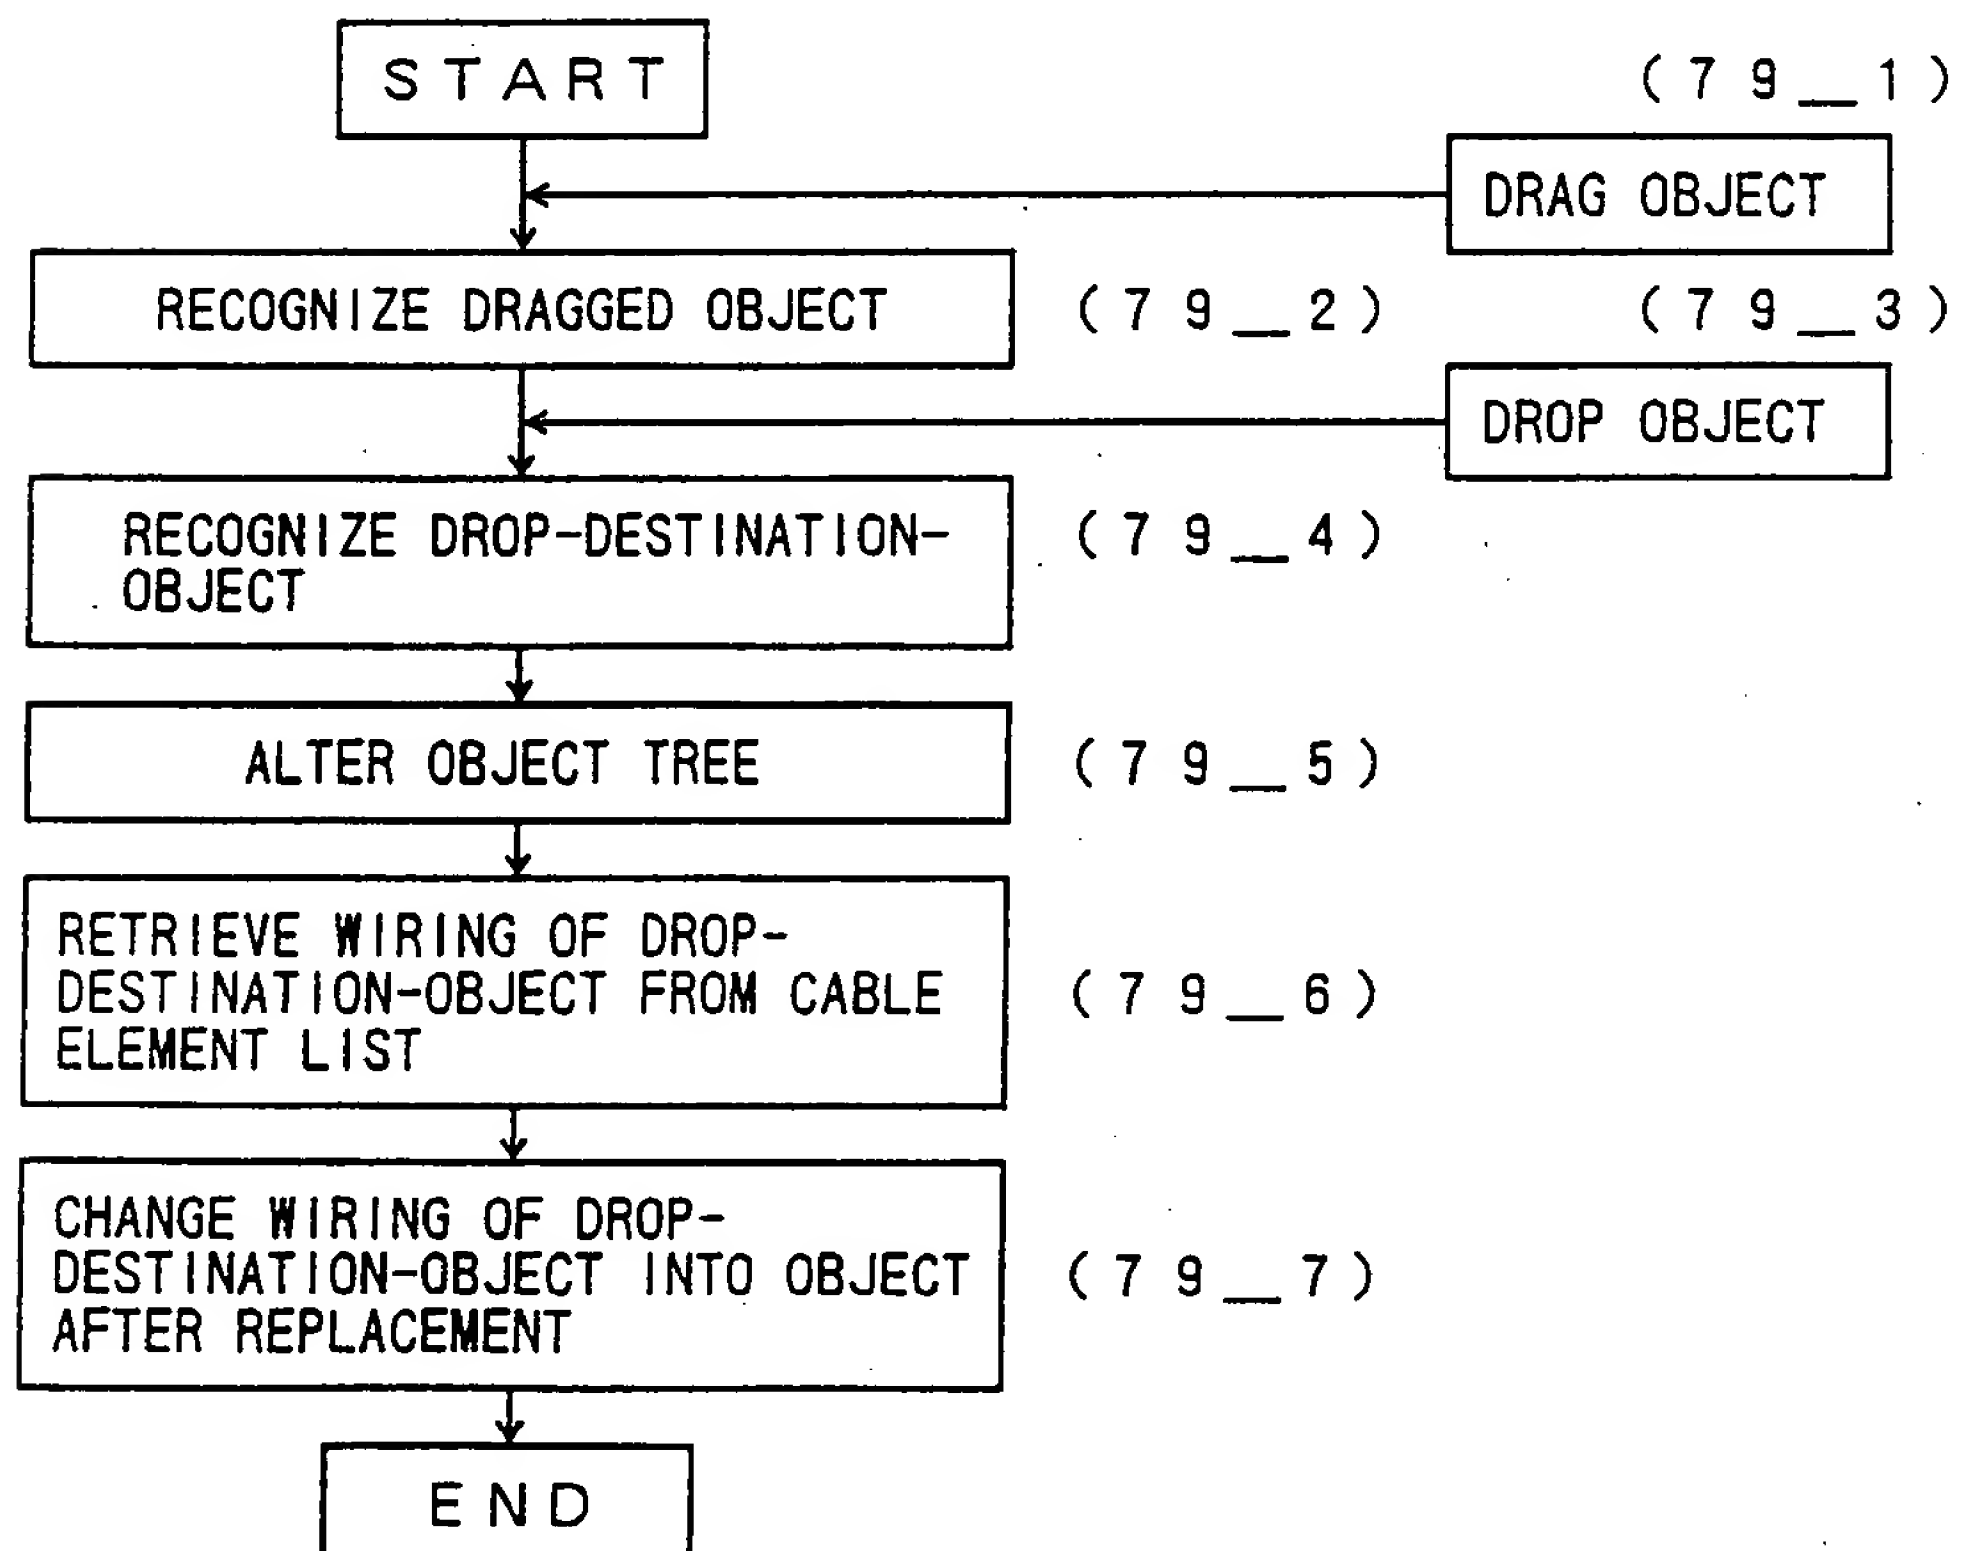 START
(79_1)
DRAG OBJECT
RECOGNIZE DRAGGED OBJECT
(79_2)
(79_3)
DROP OBJECT
RECOGNIZE DROP-DESTINATION-
OBJECT
(79_4)
ALTER OBJECT TREE
(79_5)
RETRIEVE WIRING OF DROP-
DESTINATION-OBJECT FROM CABLE
ELEMENT LIST
(79_6)
CHANGE WIRING OF DROP-
DESTINATION-OBJECT INTO OBJECT
AFTER REPLACEMENT
(79_7)
END